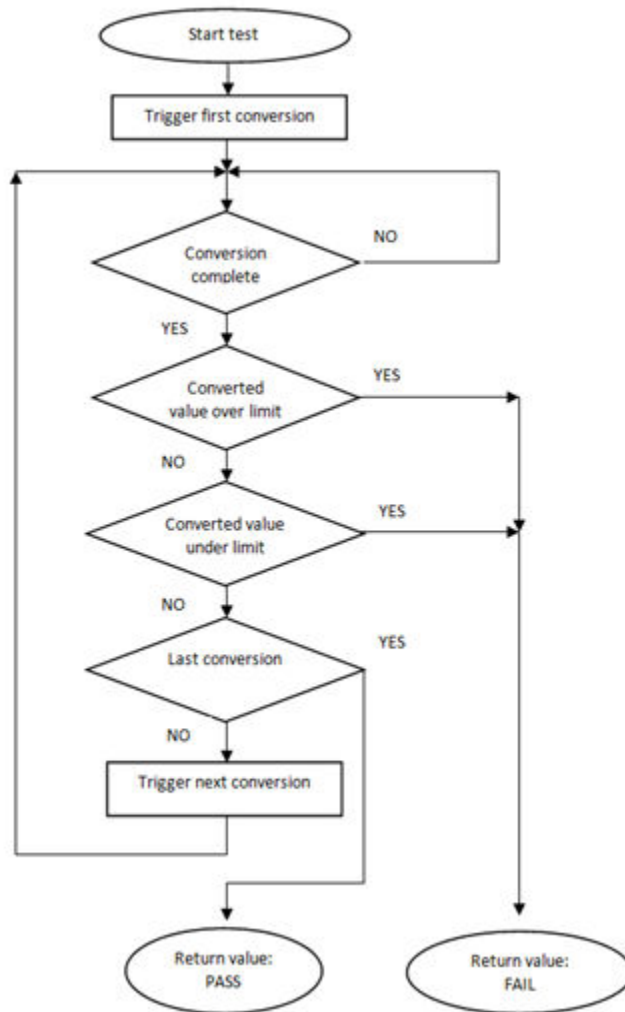 Start test
Trigger first conversion
NO
Conversion
complete
YES
YES
Converted
value over limit
NO
YES
Converted value
under limit
NO
YES
Last conversion
NO
Trigger next conversion
Return value:
PASS
Return value:
FAIL